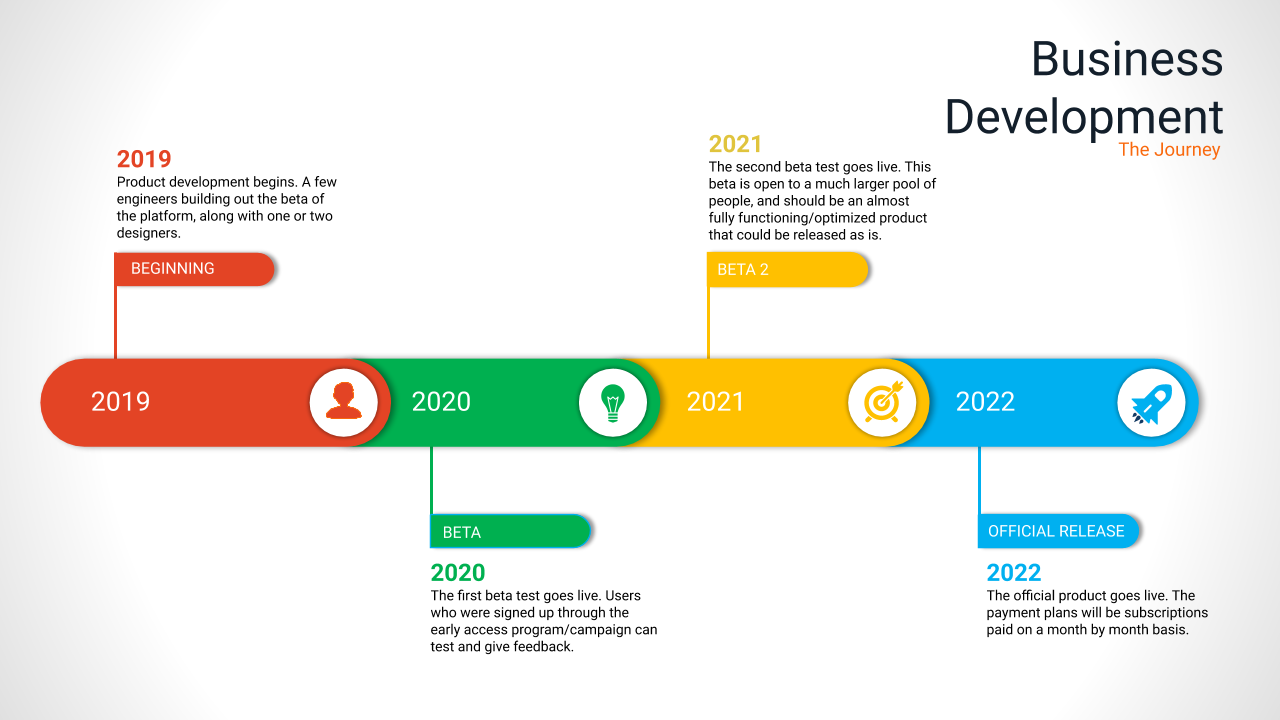 Business
Development
The Journey
2019
Product development begins. A few
engineers building out the beta of
the platform, along with one or two
designers.
BEGINNING
2021
The second beta test goes live. This
beta is open to a much larger pool of
people, and should be an almost
fully functioning/optimized product
that could be released as is.
BETA 2
2019
2020
2021
2022
BETA
2020
The first beta test goes live. Users
who were signed up through the
early access program/campaign can
test and give feedback.
OFFICIAL RELEASE
2022
The official product goes live. The
payment plans will be subscriptions
paid on a month by month basis.